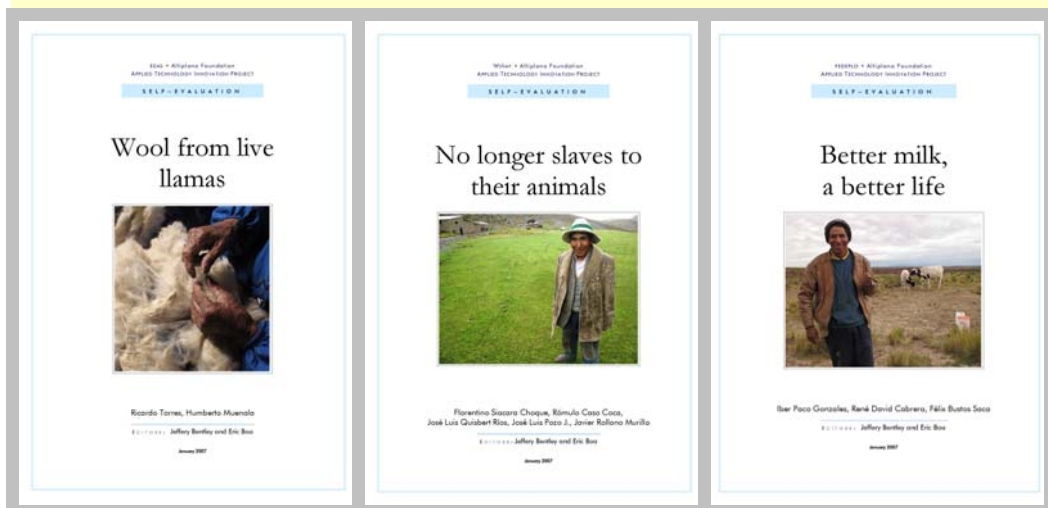 EDAS • Altiplano Foundation
APPLIED TECHNOLOGY INNOVATION PROJECT
SELF-EVALUATION
Wool from live
llamas
Ricardo Torres, Humberto Muenala
EDITORS: Jeffery Bentley and Eric Boa
January 2007
• Altiplano Foundation
APPLIED TECHNOLOGY INNOVATION PROJECT
SELF-EVALUATION
No longer slaves to
their animals
Florentino Siacara Choque, Rómulo Caso Coca,
José Luis Quisbert Ríos, José Luis Pozo J., Javier Rollano Murillo
EDITORS: Jeffery Bentley and Eric Boa
January 2007
• Altiplano Foundation
APPLIED TECHNOLOGY INNOVATION PROJECT
SELF-EVALUATION
Better milk,
a better life
Iber Paco Gonzales, René David Cabrera, Félix Bustos Saca
EDITORS: Jeffery Bentley and Eric Boa
January 2007